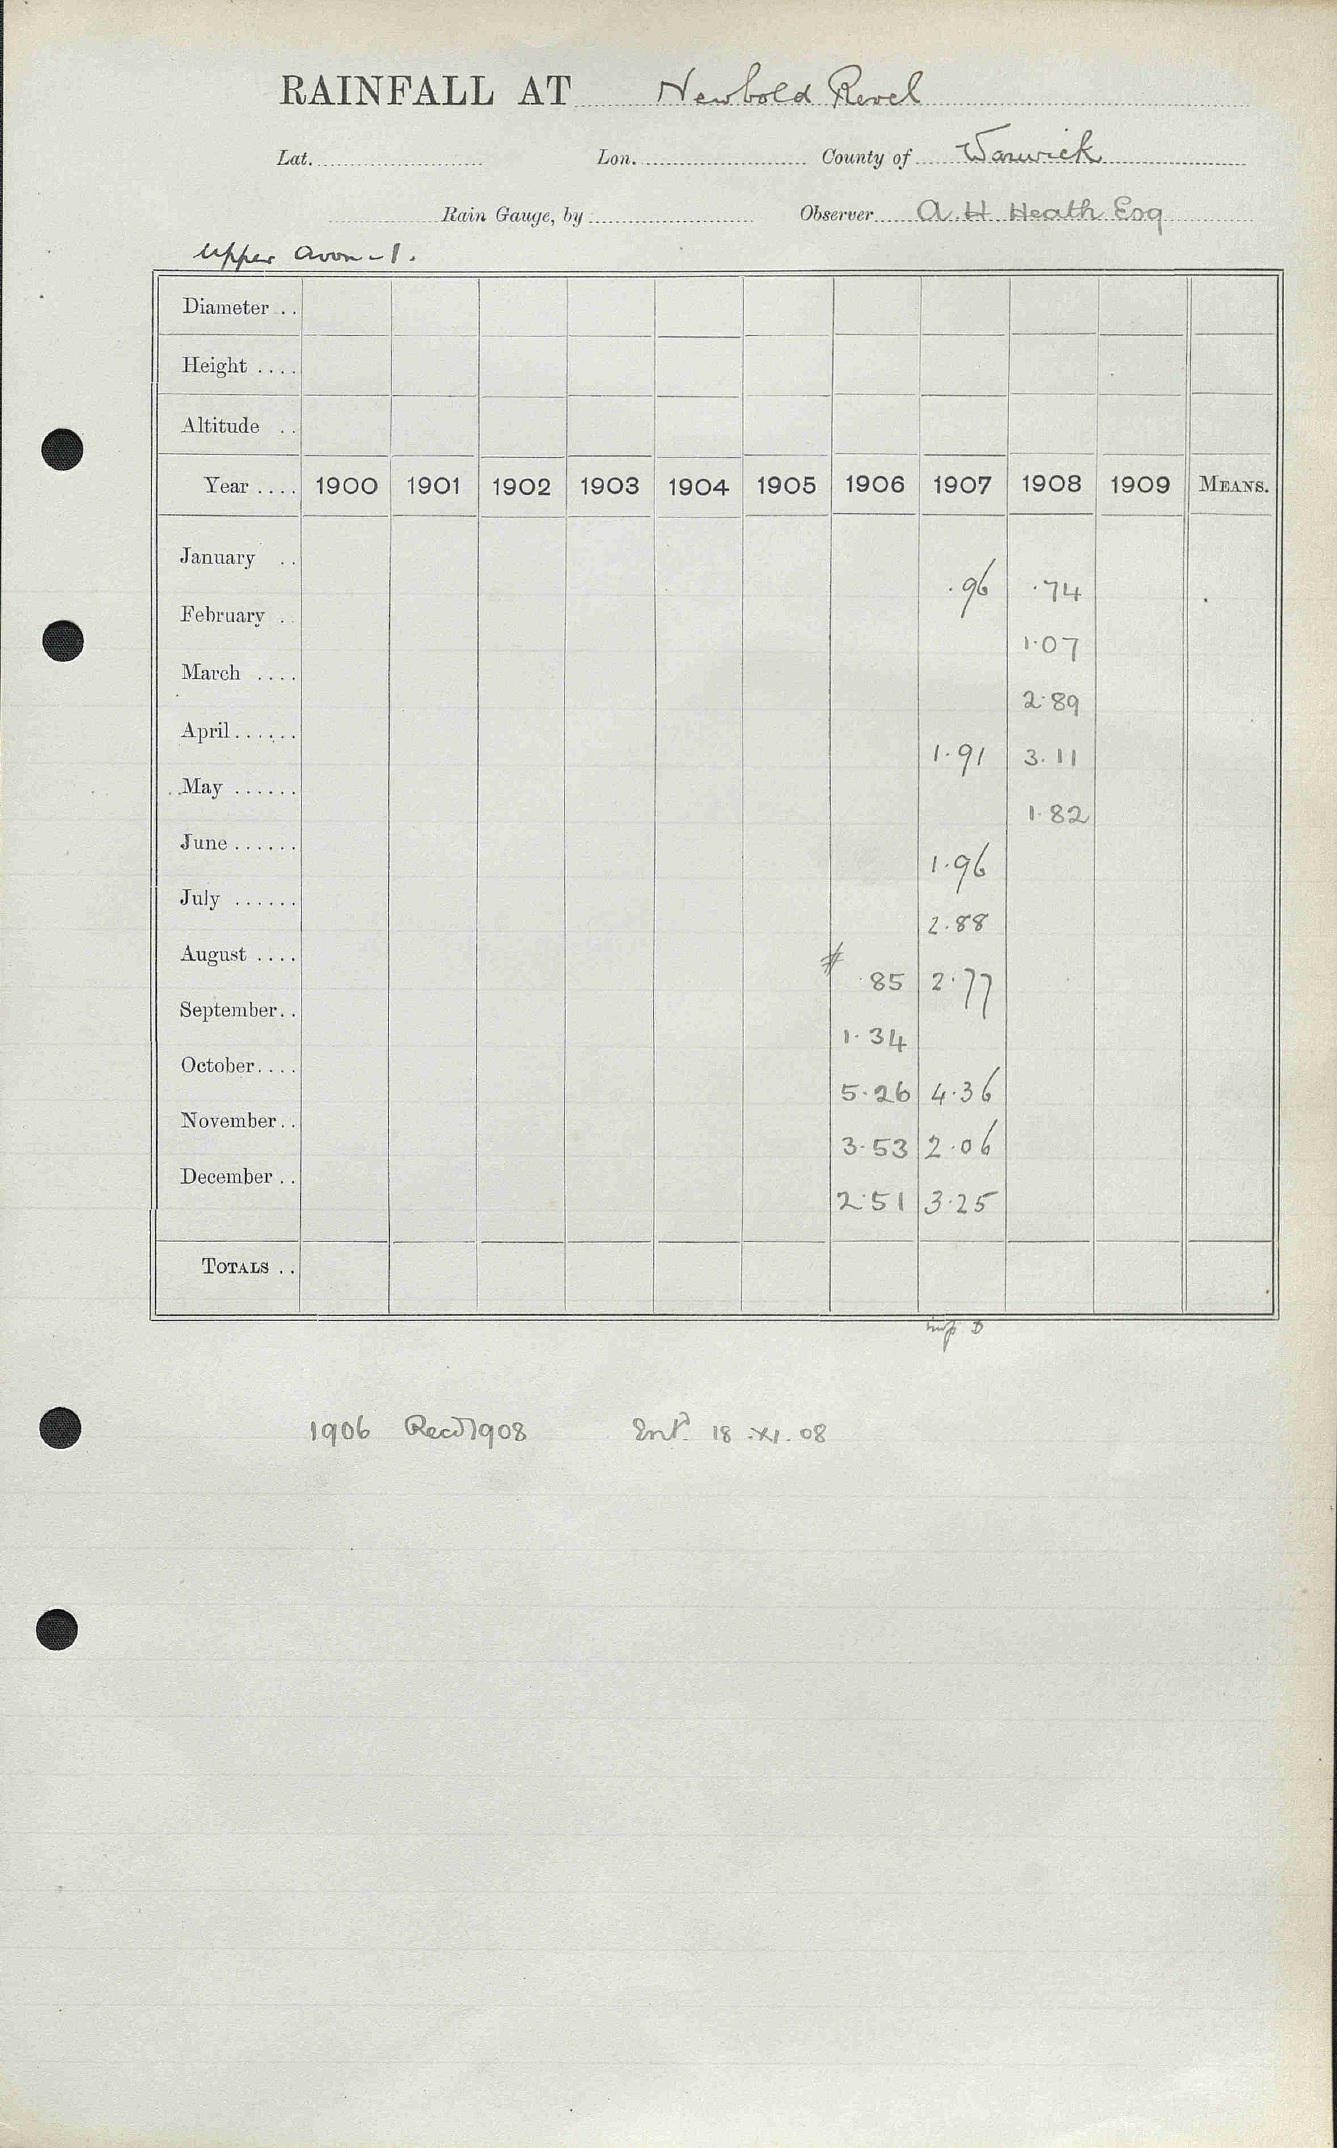 RAINFALL AT Newbold Revel
Lat. Lon. County of Warwick
Rain Gauge, by Observer A. H. Heath Esq
Upper Avon - 1.
Diameter . .
Height . . . .
Altitude . .
Year . . . . 1900 1901 1902 1903 1904 1905 1906 1907 1908 1909 MEANS.
January . .
.96 .74
February . .
1.07
March . . . .
2.89
April . . . . . .
1.91 3.11
May . . . . . .
1.82
June . . . . . .
1.96
July . . . . . .
2.88
August . . . .
# .85 2.77
September. .
1.34
October. . . .
5.26 4.36
November. .
3.53 2.06
December . .
2.51 3.25
TOTALS . .
1906 Recd 1908 Entd. 18.XI.08